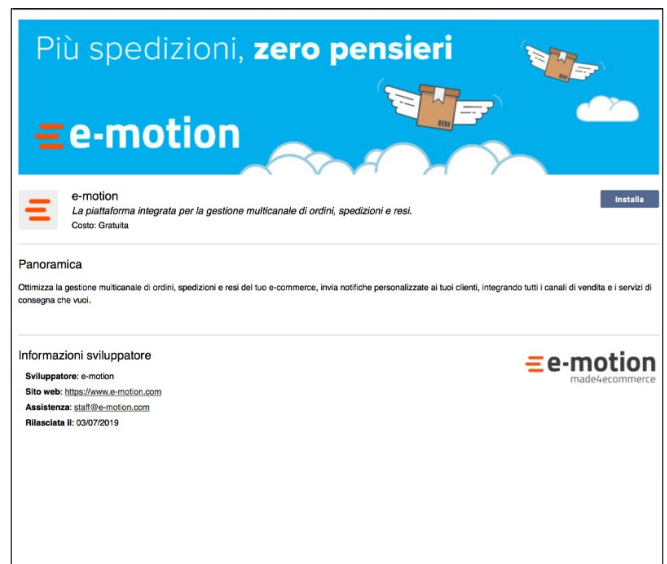 Più spedizioni, zero pensieri
e-motion
e-motion
La piattaforma integrata per la gestione multicanale di ordini, spedizioni e resi.
Costo: Gratuita
Installa
Panoramica
Ottimizza la gestione multicanale di ordini, spedizioni e resi del tuo e-commerce, invia notifiche personalizzate ai tuoi clienti, integrando tutti i canali di vendita e i servizi di
consegna che vuoi.
Informazioni sviluppatore
Sviluppatore: e-motion
Sito web: https://www.e-motion.com
Assistenza: staff@e-motion.com
Rilasciata il: 03/07/2019
e-motion
made4ecommerce